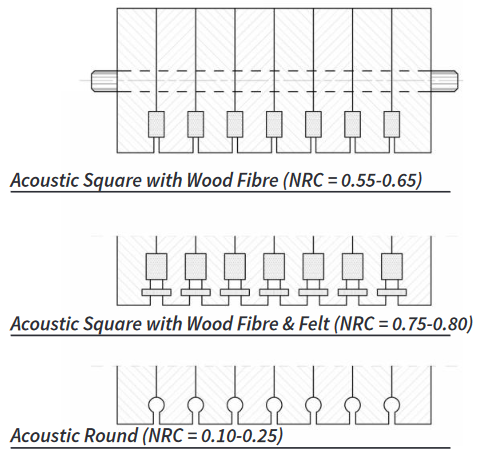 Acoustic Square with Wood Fibre (NRC = 0.55-0.65)
Acoustic Square with Wood Fibre & Felt (NRC = 0.75-0.80)
Acoustic Round (NRC = 0.10-0.25)